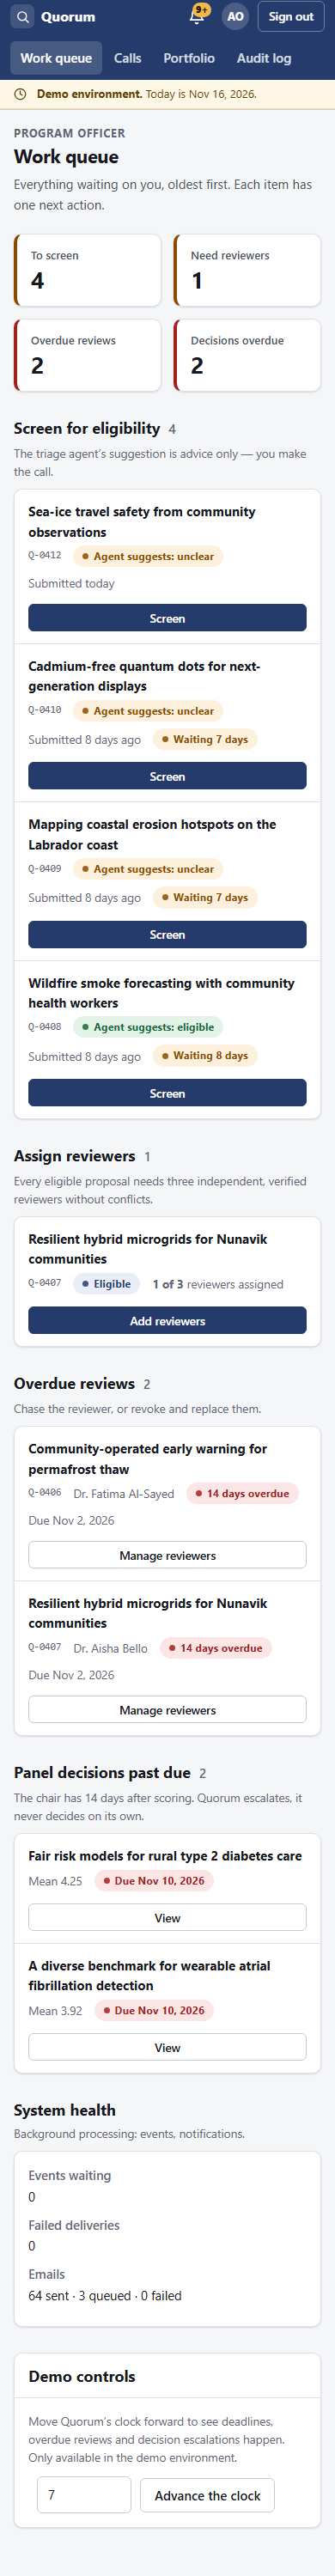 Quorum
9+
AO
Sign out
Work queue
Calls
Portfolio
Audit log
Demo environment. Today is Nov 16, 2026.
PROGRAM OFFICER
Work queue
Everything waiting on you, oldest first. Each item has
one next action.
To screen
4
Need reviewers
1
Overdue reviews
2
Decisions overdue
2
Screen for eligibility 4
The triage agent's suggestion is advice only — you make
the call.
Sea-ice travel safety from community
observations
Q-0412 Agent suggests: unclear
Submitted today
Screen
Cadmium-free quantum dots for next-
generation displays
Q-0410 Agent suggests: unclear
Submitted 8 days ago Waiting 7 days
Screen
Mapping coastal erosion hotspots on the
Labrador coast
Q-0409 Agent suggests: unclear
Submitted 8 days ago Waiting 7 days
Screen
Wildfire smoke forecasting with community
health workers
Q-0408 Agent suggests: eligible
Submitted 8 days ago Waiting 8 days
Screen
Assign reviewers 1
Every eligible proposal needs three independent, verified
reviewers without conflicts.
Resilient hybrid microgrids for Nunavik
communities
Q-0407 Eligible 1 of 3 reviewers assigned
Add reviewers
Overdue reviews 2
Chase the reviewer, or revoke and replace them.
Community-operated early warning for
permafrost thaw
Q-0406 Dr. Fatima Al-Sayed 14 days overdue
Due Nov 2, 2026
Manage reviewers
Resilient hybrid microgrids for Nunavik
communities
Q-0407 Dr. Aisha Bello 14 days overdue
Due Nov 2, 2026
Manage reviewers
Panel decisions past due 2
The chair has 14 days after scoring. Quorum escalates, it
never decides on its own.
Fair risk models for rural type 2 diabetes care
Mean 4.25 Due Nov 10, 2026
View
A diverse benchmark for wearable atrial
fibrillation detection
Mean 3.92 Due Nov 10, 2026
View
System health
Background processing: events, notifications.
Events waiting
0
Failed deliveries
0
Emails
64 sent · 3 queued · 0 failed
Demo controls
Move Quorum's clock forward to see deadlines,
overdue reviews and decision escalations happen.
Only available in the demo environment.
7
Advance the clock